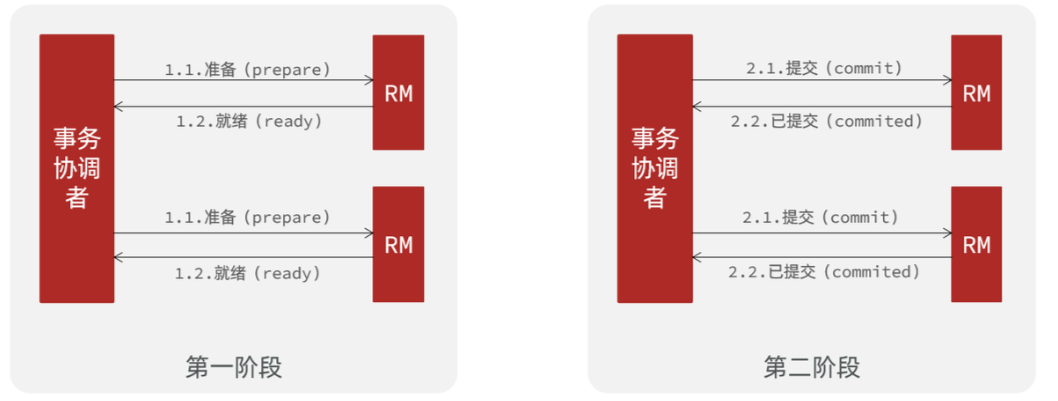 事务
协调
者
1.1.准备 (prepare)
1.2.就绪 (ready)
RM
1.1.准备 (prepare)
1.2.就绪 (ready)
RM
第一阶段
事务
协调
者
2.1.提交 (commit)
2.2.已提交 (commited)
RM
2.1.提交 (commit)
2.2.已提交 (commited)
RM
第二阶段